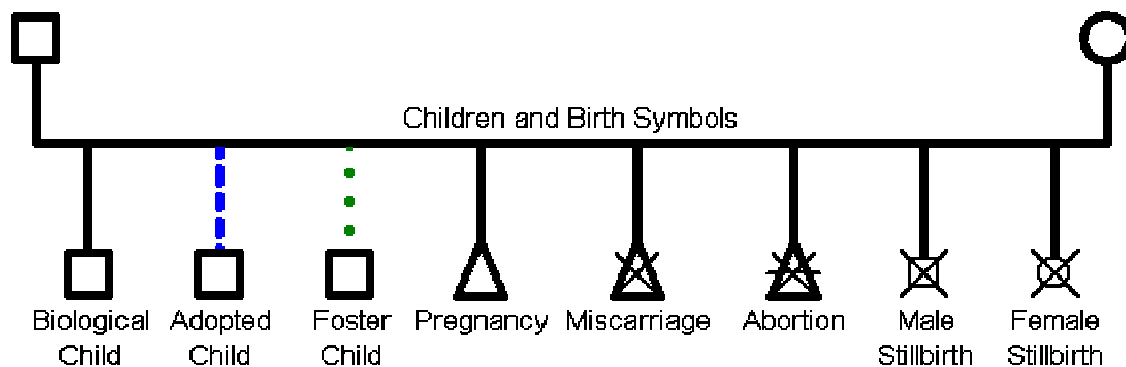 Children and Birth Symbols
Biological Child
Adopted Child
Foster Child
Pregnancy
Miscarriage
Abortion
Male Stillbirth
Female Stillbirth